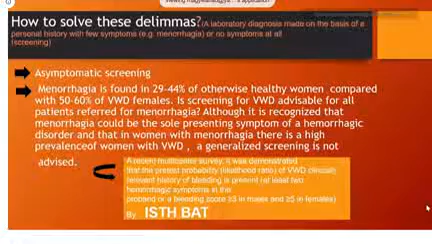 How to solve these delimmas?(A laboratory diagnosis made on the basis of a
personal history with few symptoms (e.g. menorrhagia) or no symptoms at all
(screening)
Asymptomatic screening
Menorrhagia is found in 29-44% of otherwise healthy women compared
with 50-60% of VWD females. Is screening for VWD advisable for all
patients referred for menorrhagia? Although it is recognized that
menorrhagia could be the sole presenting symptom of a hemorrhagic
disorder and that in women with menorrhagia there is a high
prevalenceof women with VWD , a generalized screening is not
advised.
A recent multicenter survey, it was demonstrated
that the pretest probability (likelihood ratio) of VWD clinically
relevant history of bleeding is present (at least two
hemorrhagic symptoms in the
proband or a bleeding score ≥3 in males and ≥5 in females)
By ISTH BAT